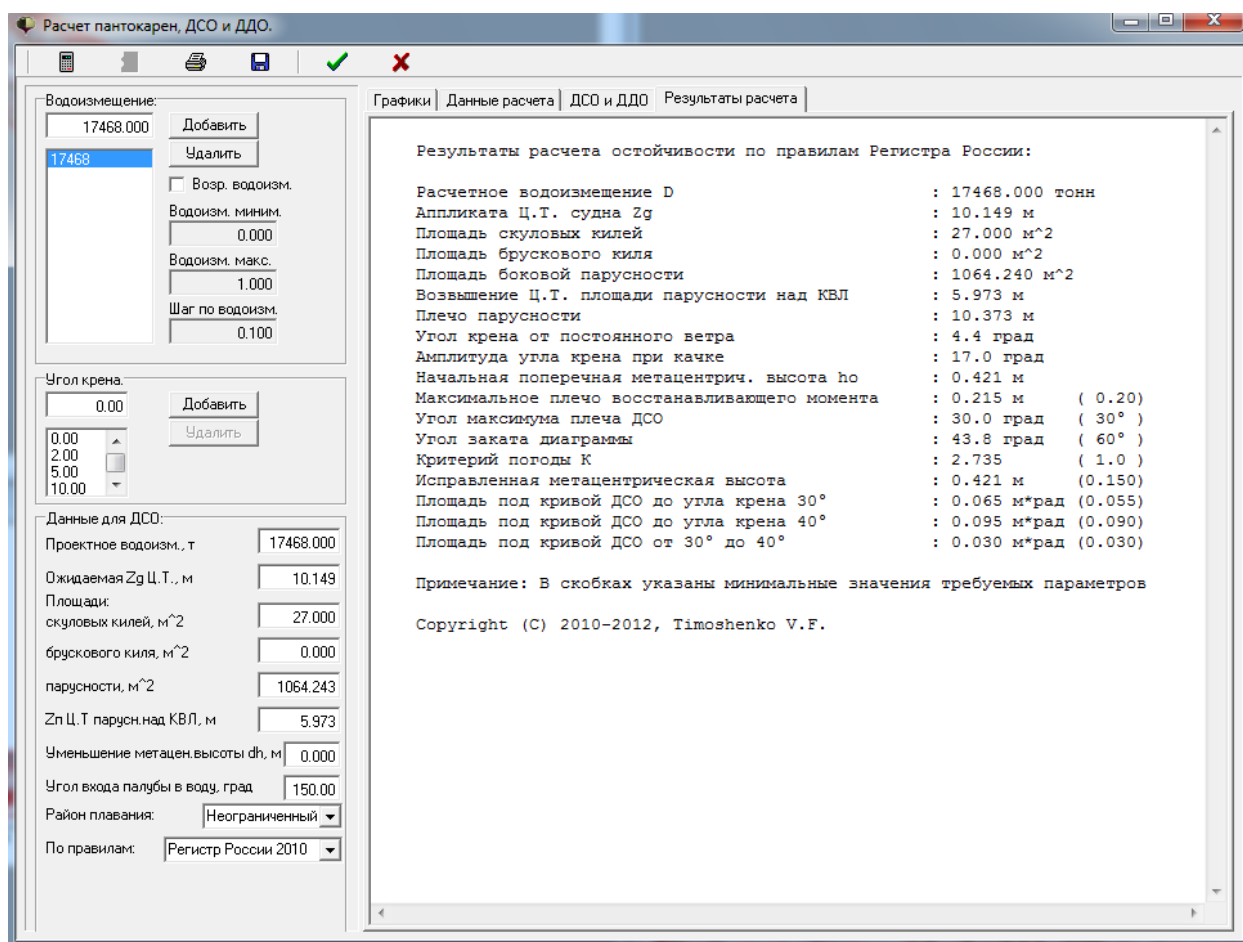 Расчет пантокарен, ДСО и ДДО.
Водоизмещение:
17468.000 Добавить
17468 Удалить
Возр. водоизм.
Водоизм. миним.
0.000
Водоизм. макс.
1.000
Шаг по водоизм.
0.100
Угол крена.
0.00 Добавить
Удалить
0.00
2.00
5.00
10.00
Данные для ДСО:
Проектное водоизм., т 17468.000
Ожидаемая Zg Ц.Т., м 10.149
Площади:
скуловых килей, м^2 27.000
брускового киля, м^2 0.000
парусности, м^2 1064.243
Zп Ц.Т парусн.над КВЛ, м 5.973
Уменьшение метацен.высоты dh, м 0.000
Угол входа палубы в воду, град 150.00
Район плавания: Неограниченный
По правилам: Регистр России 2010
Графики Данные расчета ДСО и ДДО Результаты расчета
Результаты расчета остойчивости по правилам Регистра России:
Расчетное водоизмещение D : 17468.000 тонн
Аппликата Ц.Т. судна Zg : 10.149 м
Площадь скуловых килей : 27.000 м^2
Площадь брускового киля : 0.000 м^2
Площадь боковой парусности : 1064.240 м^2
Возвышение Ц.Т. площади парусности над КВЛ : 5.973 м
Плечо парусности : 10.373 м
Угол крена от постоянного ветра : 4.4 град
Амплитуда угла крена при качке : 17.0 град
Начальная поперечная метацентрич. высота ho : 0.421 м
Максимальное плечо восстанавливающего момента : 0.215 м ( 0.20)
Угол максимума плеча ДСО : 30.0 град ( 30° )
Угол заката диаграммы : 43.8 град ( 60° )
Критерий погоды К : 2.735 ( 1.0 )
Исправленная метацентрическая высота : 0.421 м (0.150)
Площадь под кривой ДСО до угла крена 30° : 0.065 м*рад (0.055)
Площадь под кривой ДСО до угла крена 40° : 0.095 м*рад (0.090)
Площадь под кривой ДСО от 30° до 40° : 0.030 м*рад (0.030)
Примечание: В скобках указаны минимальные значения требуемых параметров
Copyright (C) 2010-2012, Timoshenko V.F.